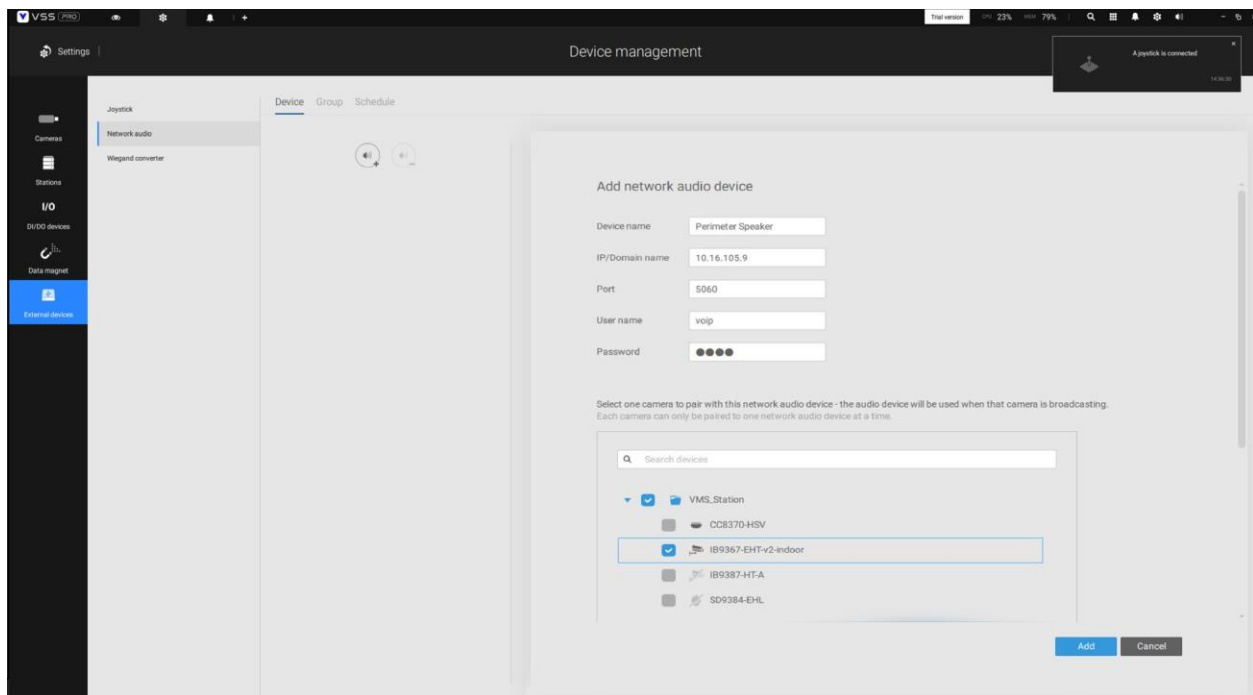 VSS PRO
Trial version
CPU 23%
MEM 79%
Settings
Device management
A joystick is connected
14:36:30
Cameras
Stations
I/O
DI/DO devices
Data magnet
External devices
Joystick
Network audio
Wiegand converter
Device Group Schedule
Add network audio device
Device name Perimeter Speaker
IP/Domain name 10.16.105.9
Port 5060
User name voip
Password
Select one camera to pair with this network audio device - the audio device will be used when that camera is broadcasting.
Each camera can only be paired to one network audio device at a time.
Search devices
VMS_Station
CC8370-HSV
IB9367-EHT-v2-indoor
IB9387-HT-A
SD9384-EHL
Add Cancel